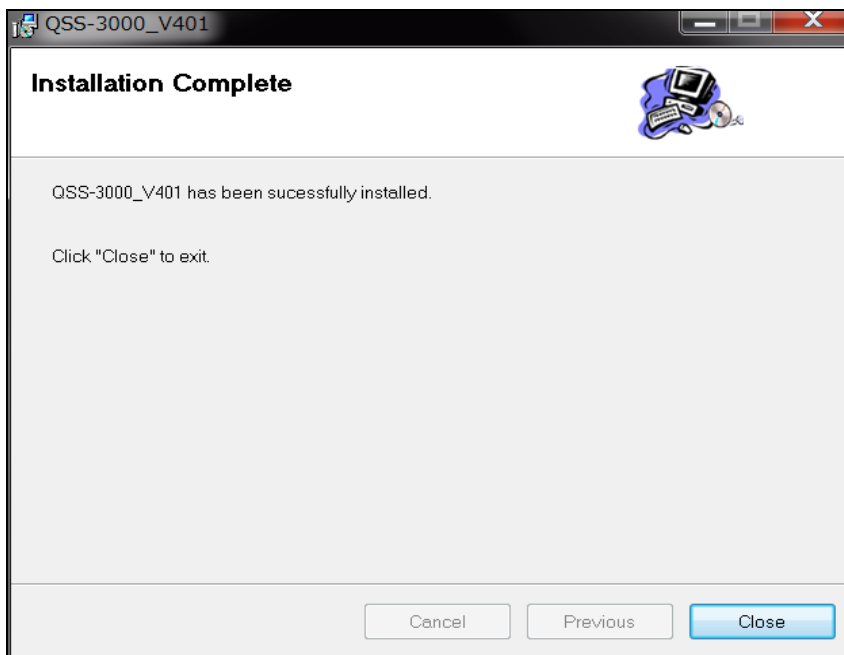 QSS-3000_V401
Installation Complete
QSS-3000_V401 has been sucessfully installed.
Click "Close" to exit.
Cancel
Previous
Close